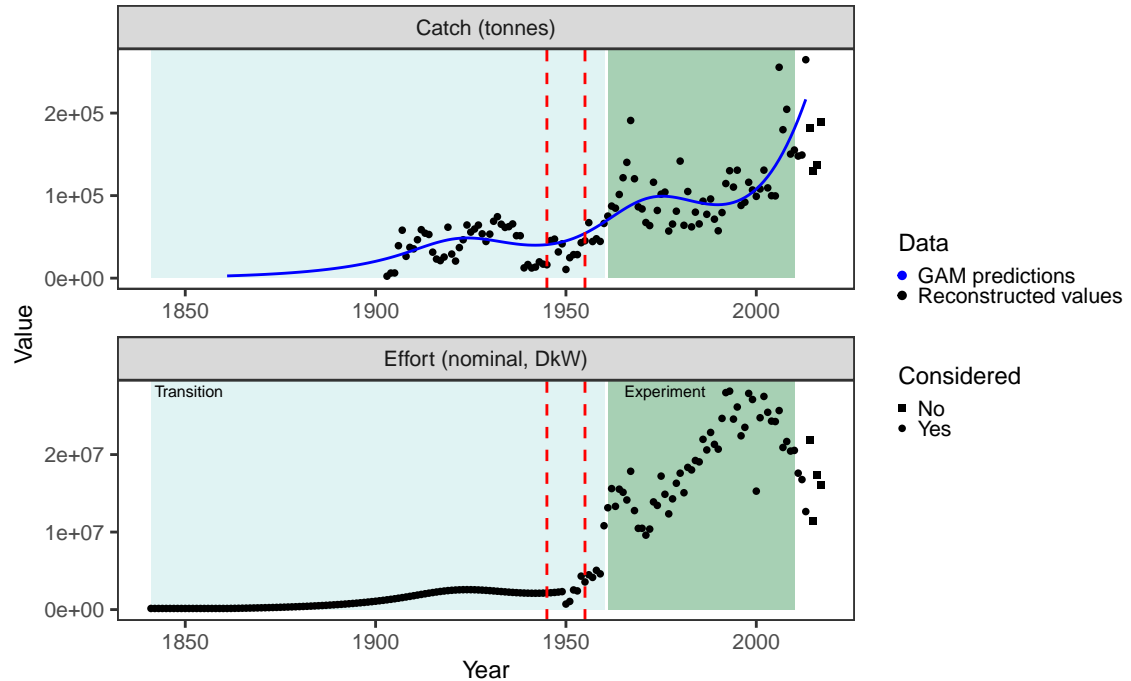 Catch (tonnes)
2e+05
1e+05
0e+00
1850
1900
1950
2000
Effort (nominal, DkW)
Transition
Experiment
2e+07
1e+07
0e+00
1850
1900
1950
2000
Year
Value
Data
GAM predictions
Reconstructed values
Considered
No
Yes